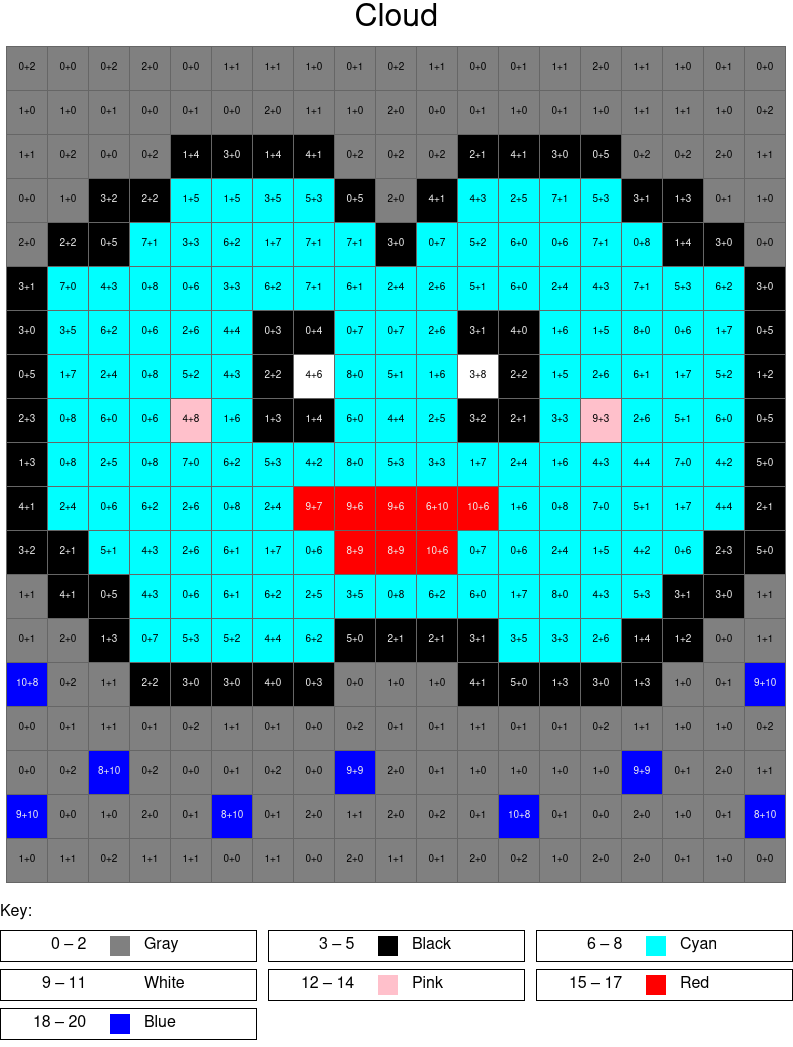 Cloud
0+2 0+0 0+2 2+0 0+0 1+1 1+1 1+0 0+1 0+2 1+1 0+0 0+1 1+1 2+0 1+1 1+0 0+1 0+0
1+0 1+0 0+1 0+0 0+1 0+0 2+0 1+1 1+0 2+0 0+0 0+1 1+0 0+1 1+0 1+1 1+1 1+0 0+2
1+1 0+2 0+0 0+2 1+4 3+0 1+4 4+1 0+2 0+2 0+2 2+1 4+1 3+0 0+5 0+2 0+2 2+0 1+1
0+0 1+0 3+2 2+2 1+5 1+5 3+5 5+3 0+5 2+0 4+1 4+3 2+5 7+1 5+3 3+1 1+3 0+1 1+0
2+0 2+2 0+5 7+1 3+3 6+2 1+7 7+1 7+1 3+0 0+7 5+2 6+0 0+6 7+1 0+8 1+4 3+0 0+0
3+1 7+0 4+3 0+8 0+6 3+3 6+2 7+1 6+1 2+4 2+6 5+1 6+0 2+4 4+3 7+1 5+3 6+2 3+0
3+0 3+5 6+2 0+6 2+6 4+4 0+3 0+4 0+7 0+7 2+6 3+1 4+0 1+6 1+5 8+0 0+6 1+7 0+5
0+5 1+7 2+4 0+8 5+2 4+3 2+2 4+6 8+0 5+1 1+6 3+8 2+2 1+5 2+6 6+1 1+7 5+2 1+2
2+3 0+8 6+0 0+6 4+8 1+6 1+3 1+4 6+0 4+4 2+5 3+2 2+1 3+3 9+3 2+6 5+1 6+0 0+5
1+3 0+8 2+5 0+8 7+0 6+2 5+3 4+2 8+0 5+3 3+3 1+7 2+4 1+6 4+3 4+4 7+0 4+2 5+0
4+1 2+4 0+6 6+2 2+6 0+8 2+4 9+7 9+6 9+6 6+10 10+6 1+6 0+8 7+0 5+1 1+7 4+4 2+1
3+2 2+1 5+1 4+3 2+6 6+1 1+7 0+6 8+9 8+9 10+6 0+7 0+6 2+4 1+5 4+2 0+6 2+3 5+0
1+1 4+1 0+5 4+3 0+6 6+1 6+2 2+5 3+5 0+8 6+2 6+0 1+7 8+0 4+3 5+3 3+1 3+0 1+1
0+1 2+0 1+3 0+7 5+3 5+2 4+4 6+2 5+0 2+1 2+1 3+1 3+5 3+3 2+6 1+4 1+2 0+0 1+1
10+8 0+2 1+1 2+2 3+0 3+0 4+0 0+3 0+0 1+0 1+0 4+1 5+0 1+3 3+0 1+3 1+0 0+1 9+10
0+0 0+1 1+1 0+1 0+2 1+1 0+1 0+0 0+2 0+0 0+1 1+0 0+1 0+1 0+2 1+1 1+0 1+0 0+2
0+0 0+2 8+10 0+2 0+0 0+1 0+2 0+0 9+9 2+0 0+1 1+0 1+0 1+0 1+0 9+9 0+1 2+0 1+1
9+10 0+0 1+0 2+0 0+1 8+10 0+1 2+0 1+1 2+0 0+2 0+1 10+8 0+1 0+0 2+0 1+0 0+1 8+10
1+0 1+1 0+2 1+1 1+1 0+0 1+1 1+0 2+0 1+1 0+1 2+0 0+2 1+0 2+0 2+0 0+1 1+0 0+0
Key:
0 – 2 Gray 3 – 5 Black 6 – 8 Cyan
9 – 11 White 12 – 14 Pink 15 – 17 Red
18 – 20 Blue